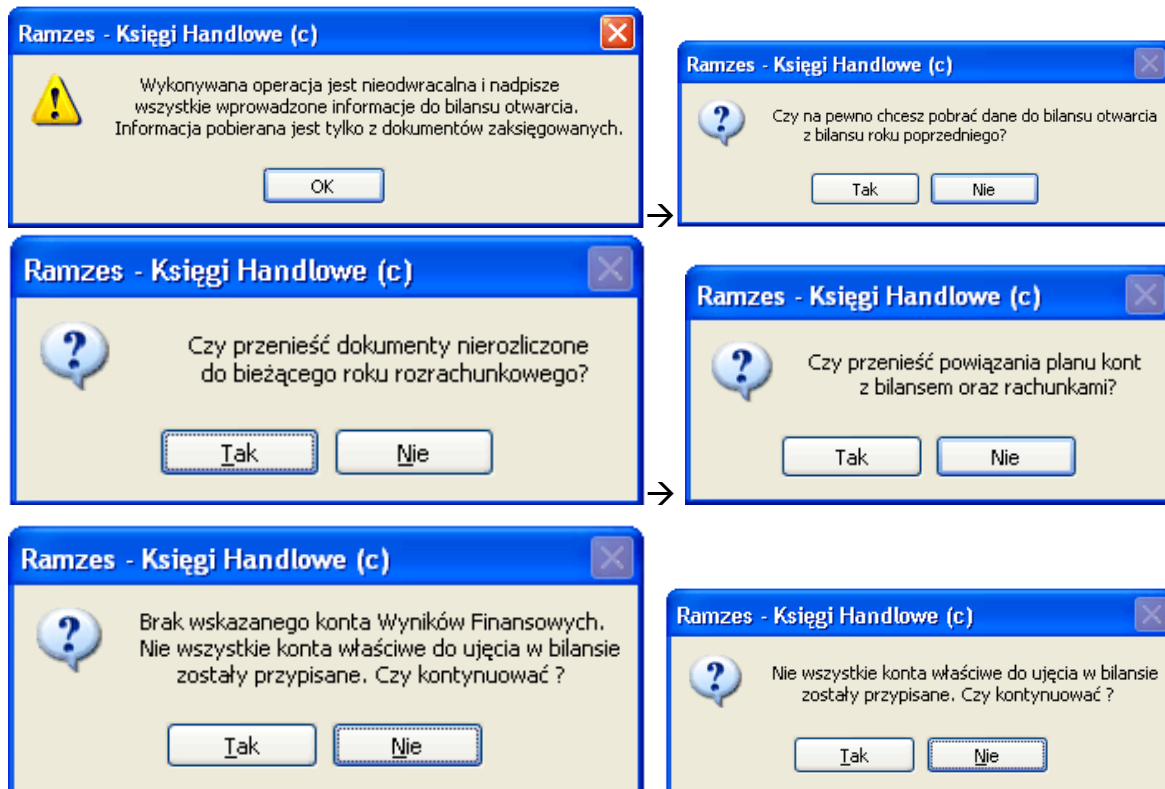 Ramzes - Księgi Handlowe (c)
Wykonywana operacja jest nieodwracalna i nadpisze
wszystkie wprowadzone informacje do bilansu otwarcia.
Informacja pobierana jest tylko z dokumentów zaksięgowanych.
OK
→
Ramzes - Księgi Handlowe (c)
Czy na pewno chcesz pobrać dane do bilansu otwarcia
z bilansu roku poprzedniego?
Tak Nie
Ramzes - Księgi Handlowe (c)
Czy przenieść dokumenty nierozliczone
do bieżącego roku rozrachunkowego?
Tak Nie
→
Ramzes - Księgi Handlowe (c)
Czy przenieść powiązania planu kont
z bilansem oraz rachunkami?
Tak Nie
Ramzes - Księgi Handlowe (c)
Brak wskazanego konta Wyników Finansowych.
Nie wszystkie konta właściwe do ujęcia w bilansie
zostały przypisane. Czy kontynuować ?
Tak Nie
Ramzes - Księgi Handlowe (c)
Nie wszystkie konta właściwe do ujęcia w bilansie
zostały przypisane. Czy kontynuować ?
Tak Nie